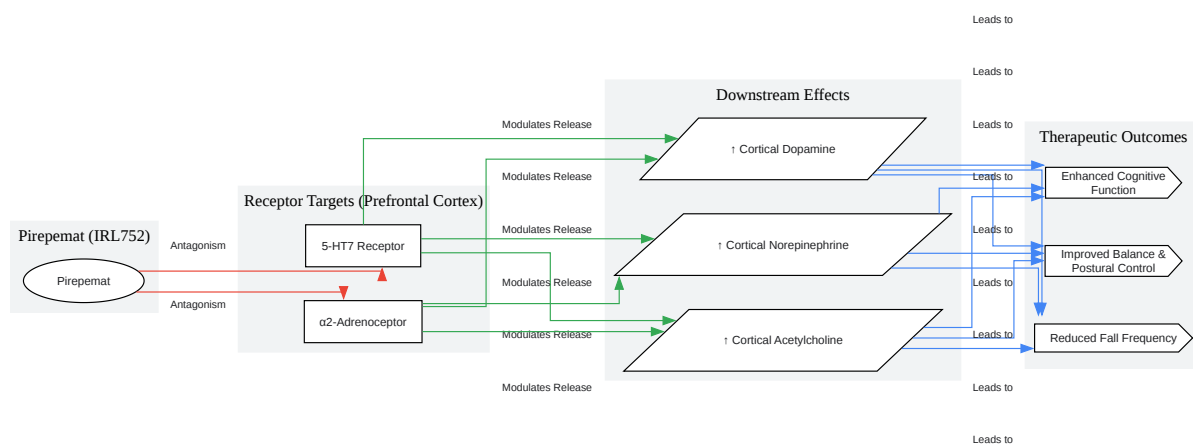 Pirepemat (IRL752)
Pirepemat
Antagonism
Antagonism
Receptor Targets (Prefrontal Cortex)
5-HT7 Receptor
α2-Adrenoceptor
Modulates Release
Modulates Release
Modulates Release
Modulates Release
Modulates Release
Modulates Release
Downstream Effects
↑ Cortical Dopamine
↑ Cortical Norepinephrine
↑ Cortical Acetylcholine
Leads to
Leads to
Leads to
Leads to
Leads to
Leads to
Leads to
Leads to
Leads to
Therapeutic Outcomes
Enhanced Cognitive
Function
Improved Balance &
Postural Control
Reduced Fall Frequency